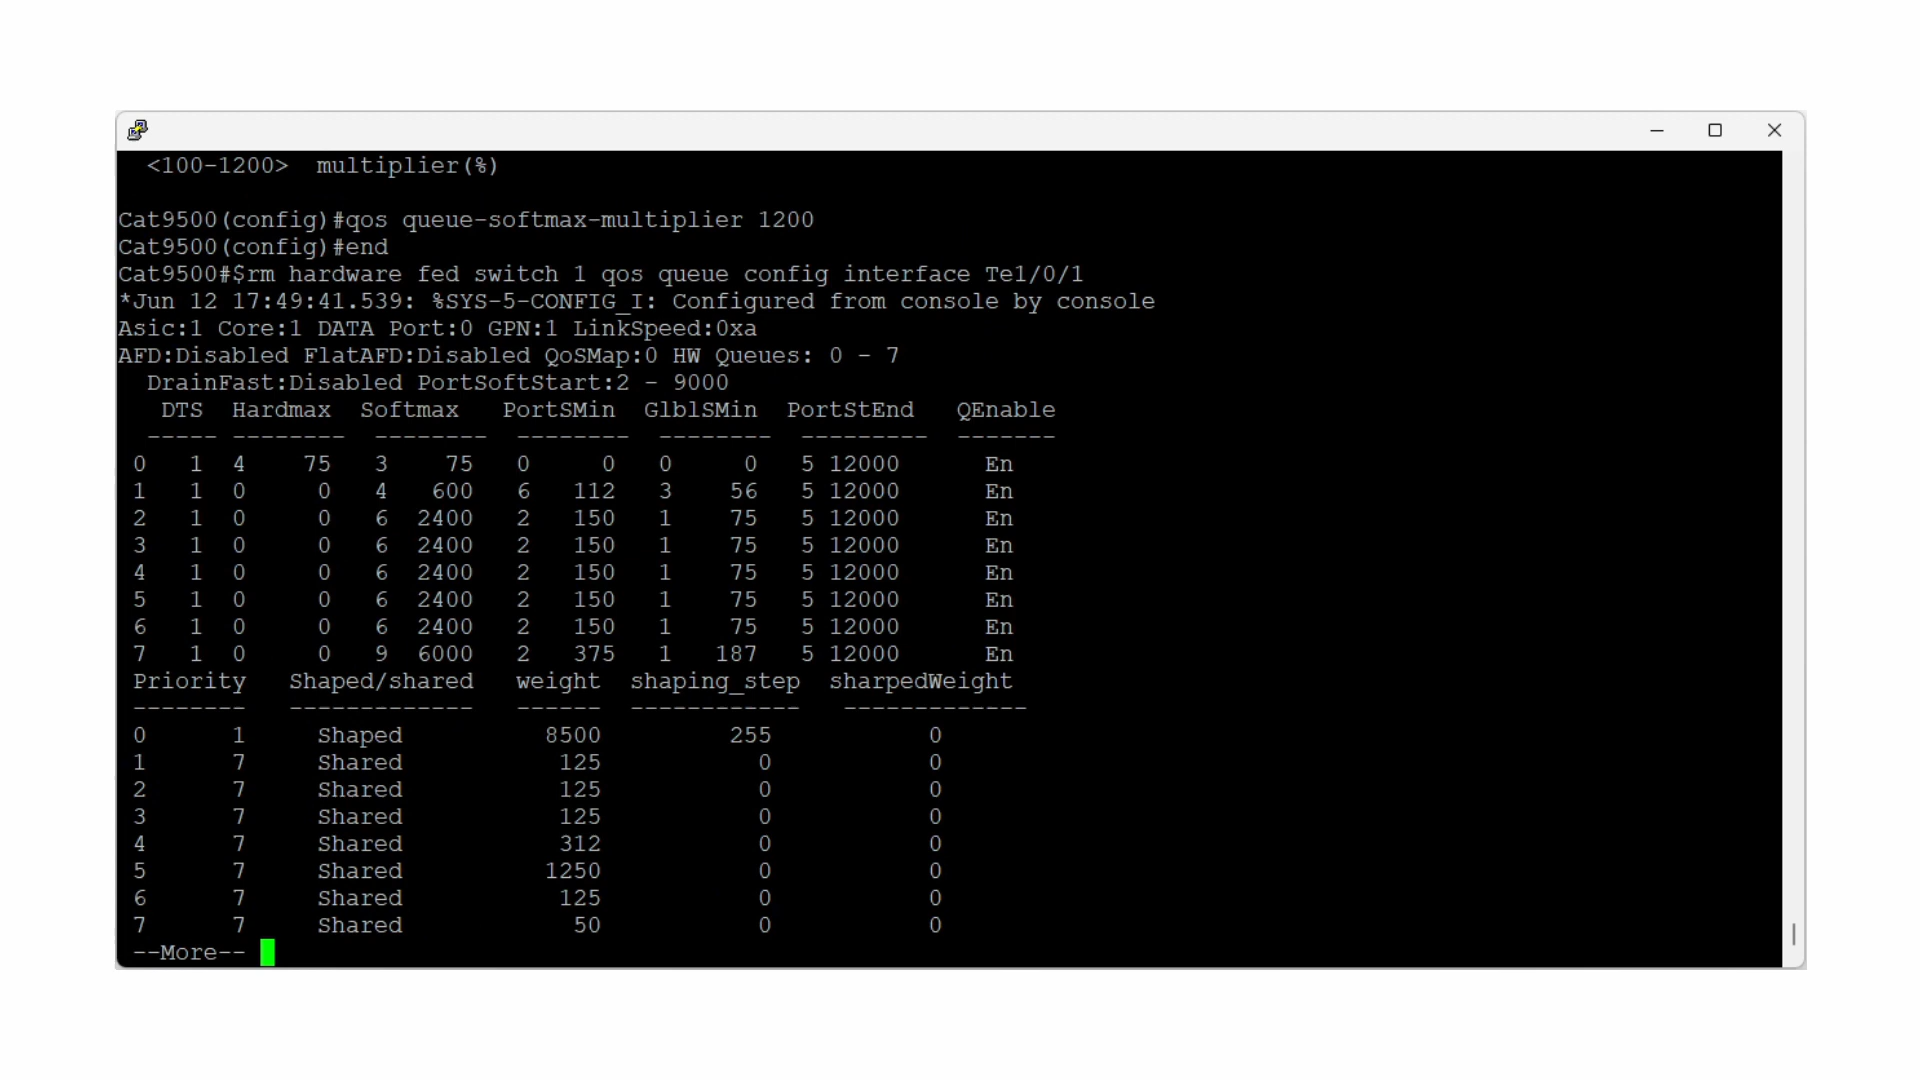 <100-1200>  multiplier(%)
Cat9500(config)#qos queue-softmax-multiplier 1200
Cat9500(config)#end
Cat9500#$rm hardware fed switch 1 qos queue config interface Te1/0/1
*Jun 12 17:49:41.539: %SYS-5-CONFIG_I: Configured from console by console
Asic:1 Core:1 DATA Port:0 GPN:1 LinkSpeed:0xa
AFD:Disabled FlatAFD:Disabled QoSMap:0 HW Queues: 0 - 7
  DrainFast:Disabled PortSoftStart:2 - 9000
   DTS  Hardmax  Softmax   PortSMin  GlblSMin  PortStEnd   QEnable
  ----- --------  --------  --------  --------  ---------  -------
 0   1  4    75   3    75   0     0   0     0   5 12000      En
 1   1  0     0   4   600   6   112   3    56   5 12000      En
 2   1  0     0   6  2400   2   150   1    75   5 12000      En
 3   1  0     0   6  2400   2   150   1    75   5 12000      En
 4   1  0     0   6  2400   2   150   1    75   5 12000      En
 5   1  0     0   6  2400   2   150   1    75   5 12000      En
 6   1  0     0   6  2400   2   150   1    75   5 12000      En
 7   1  0     0   9  6000   2   375   1   187   5 12000      En
 Priority   Shaped/shared   weight  shaping_step  sharpedWeight
 --------   -------------   ------  ------------   -------------
 0      1     Shaped          8500         255           0
 1      7     Shared           125           0           0
 2      7     Shared           125           0           0
 3      7     Shared           125           0           0
 4      7     Shared           312           0           0
 5      7     Shared          1250           0           0
 6      7     Shared           125           0           0
 7      7     Shared            50           0           0
 --More--